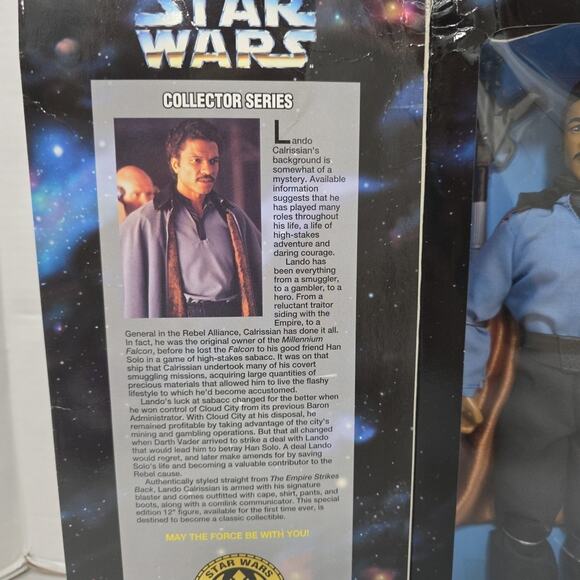 STAR
WARS
COLLECTOR SERIES
Lando
Calrissian's
background is
somewhat of a
mystery. Available
information
suggests that he
has played many
roles throughout
his life, a life of
high-stakes
adventure and
daring courage.
Lando has
been everything
from a smuggler,
to a gambler, to a
hero. From a
reluctant traitor
siding with the
Empire, to a
General in the Rebel Alliance, Calrissian has done it all.
In fact, he was the original owner of the Millennium
Falcon, before he lost the Falcon to his good friend Han
Solo in a game of high-stakes sabacc. It was on that
ship that Calrissian undertook many of his covert
smuggling missions, acquiring large quantities of
precious materials that allowed him to live the flashy
lifestyle to which he'd become accustomed.
Lando's luck at sabacc changed for the better when
he won control of Cloud City from its previous Baron
Administrator. With Cloud City at his disposal, he
remained profitable by taking advantage of the city's
mining and gambling operations. But that all changed
when Darth Vader arrived to strike a deal with Lando
that would lead him to betray Han Solo. A deal Lando
would regret, and later make amends for by saving
Solo's life and becoming a valuable contributor to the
Rebel cause.
Authentically styled straight from The Empire Strikes
Back, Lando Calrissian is armed with his signature
blaster and comes outfitted with cape, shirt, pants, and
boots, along with a comlink communicator. This special
edition 12" figure, available for the first time ever, is
destined to become a classic collectible.
MAY THE FORCE BE WITH YOU!
STAR WARS